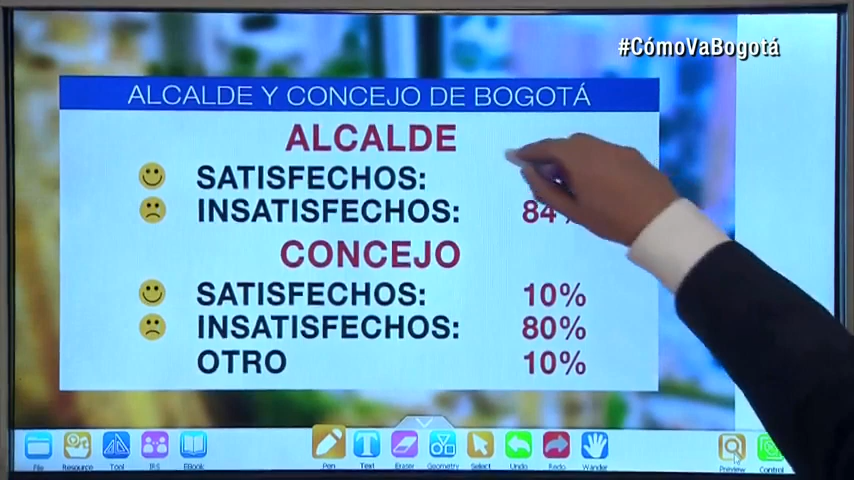 #CómoVaBogotá
ALCALDE Y CONCEJO DE BOGOTÁ
ALCALDE
SATISFECHOS:
INSATISFECHOS: 84%
CONCEJO
SATISFECHOS: 10%
INSATISFECHOS: 80%
OTRO 10%
File Resource Tool IRS EBook Pen Text Eraser Geometry Select Undo Redo Wander Preview Control